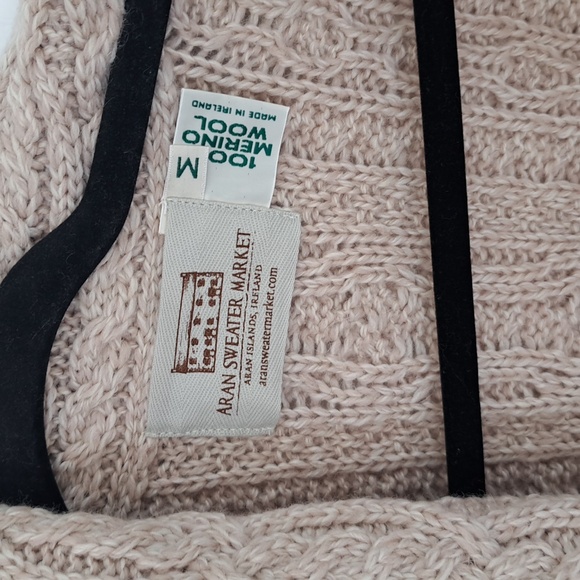 100%
MERINO
WOOL
MADE IN IRELAND
M
ARAN SWEATER MARKET
ARAN ISLANDS, IRELAND
aransweatermarket.com